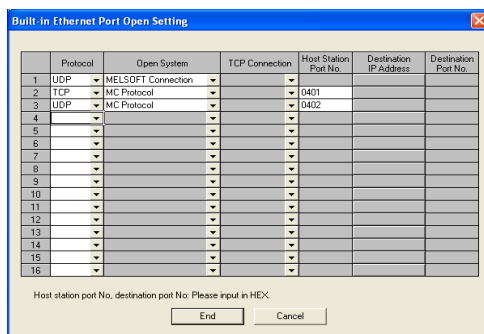 Built-in Ethernet Port Open Setting
Protocol Open System TCP Connection Host Station Port No. Destination IP Address Destination Port No.
1 UDP MELSOFT Connection
2 TCP MC Protocol 0401
3 UDP MC Protocol 0402
4
5
6
7
8
9
10
11
12
13
14
15
16
Host station port No, destination port No: Please input in HEX.
End Cancel